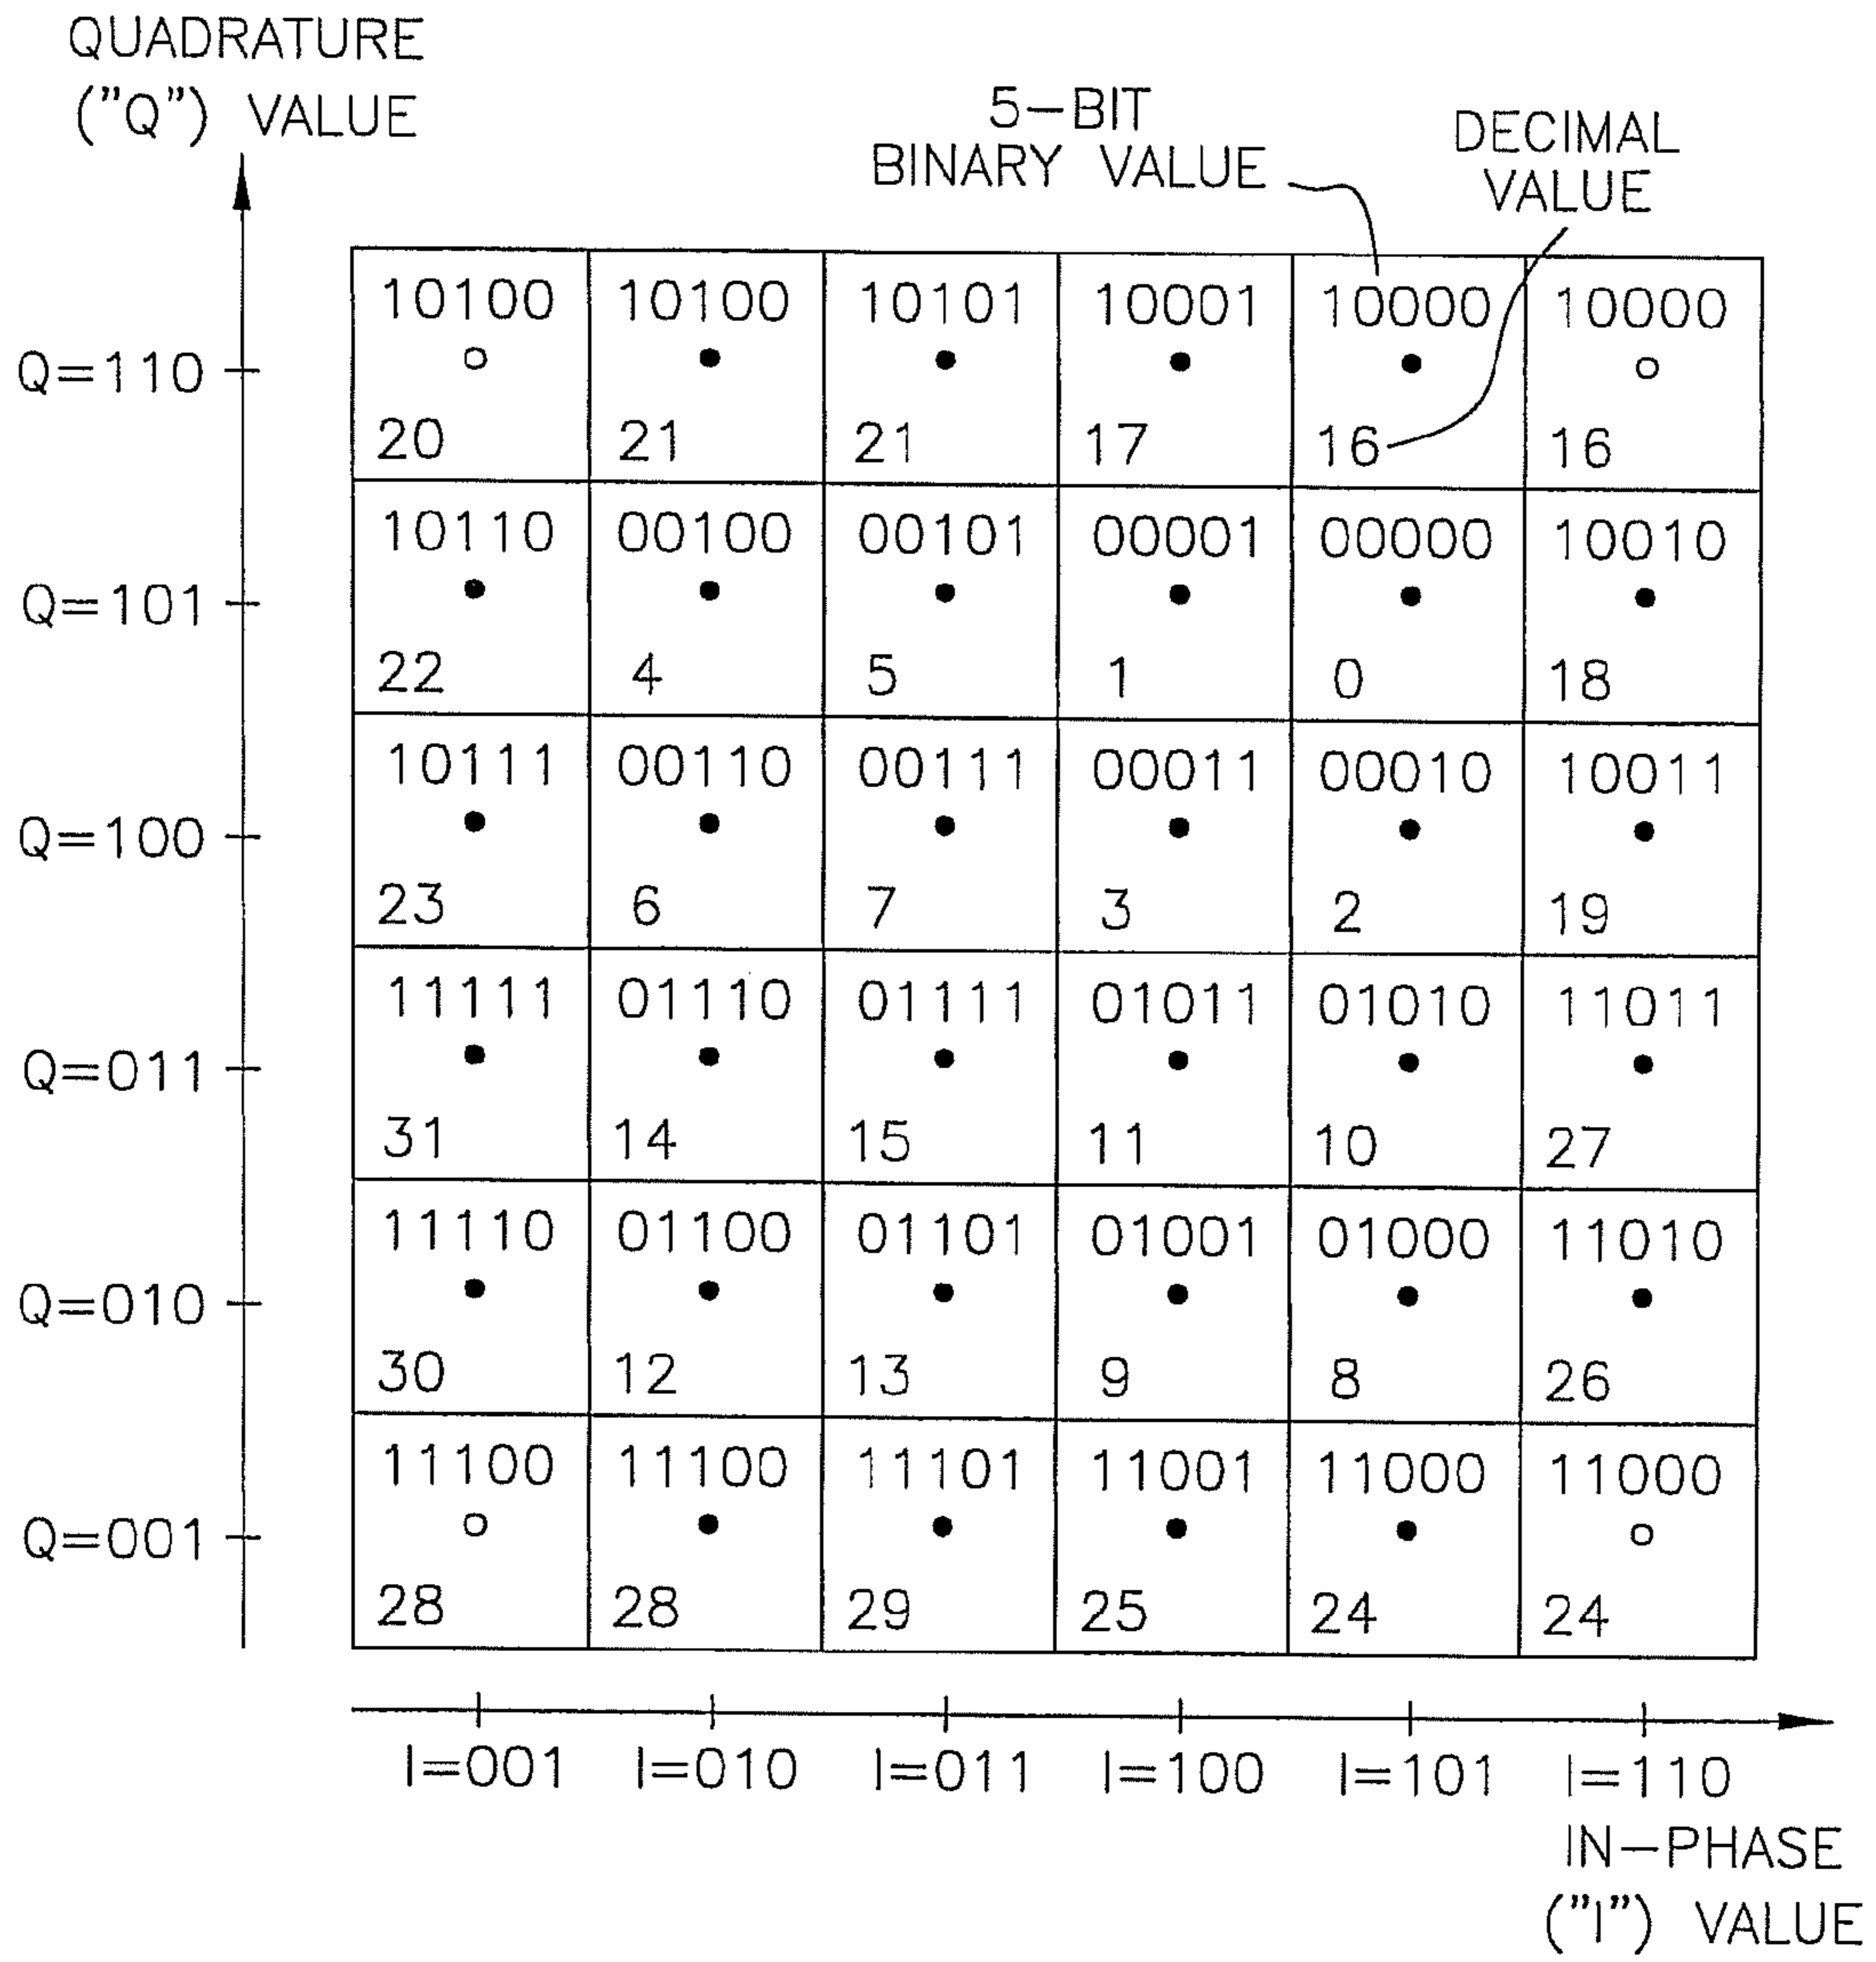 QUADRATURE
("Q") VALUE
5-BIT
BINARY VALUE
DECIMAL
VALUE
Q=110
10100 10100 10101 10001 10000 10000
20 21 21 17 16 16
Q=101
10110 00100 00101 00001 00000 10010
22 4 5 1 0 18
Q=100
10111 00110 00111 00011 00010 10011
23 6 7 3 2 19
Q=011
11111 01110 01111 01011 01010 11011
31 14 15 11 10 27
Q=010
11110 01100 01101 01001 01000 11010
30 12 13 9 8 26
Q=001
11100 11100 11101 11001 11000 11000
28 28 29 25 24 24
I=001 I=010 I=011 I=100 I=101 I=110
IN-PHASE
("I") VALUE